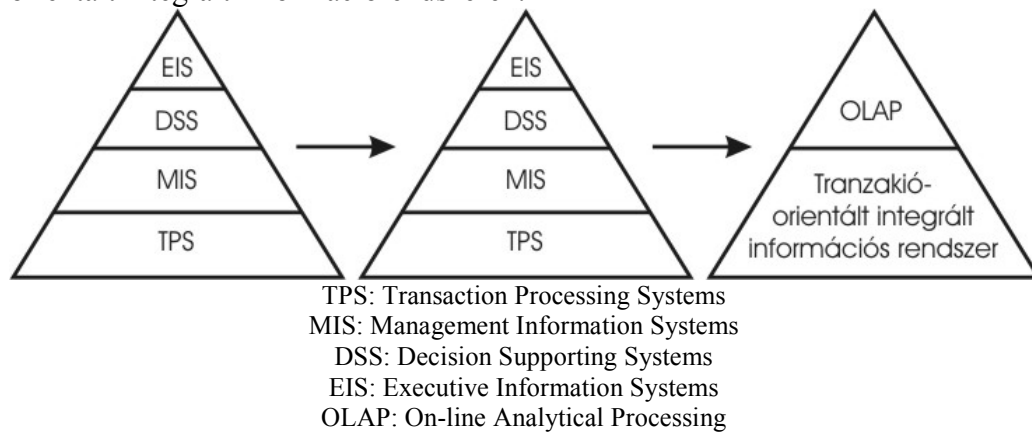 EIS
DSS
MIS
TPS
EIS
DSS
MIS
TPS
OLAP
Tranzakió-
orientált integrált
információs rendszer
TPS: Transaction Processing Systems
MIS: Management Information Systems
DSS: Decision Supporting Systems
EIS: Executive Information Systems
OLAP: On-line Analytical Processing